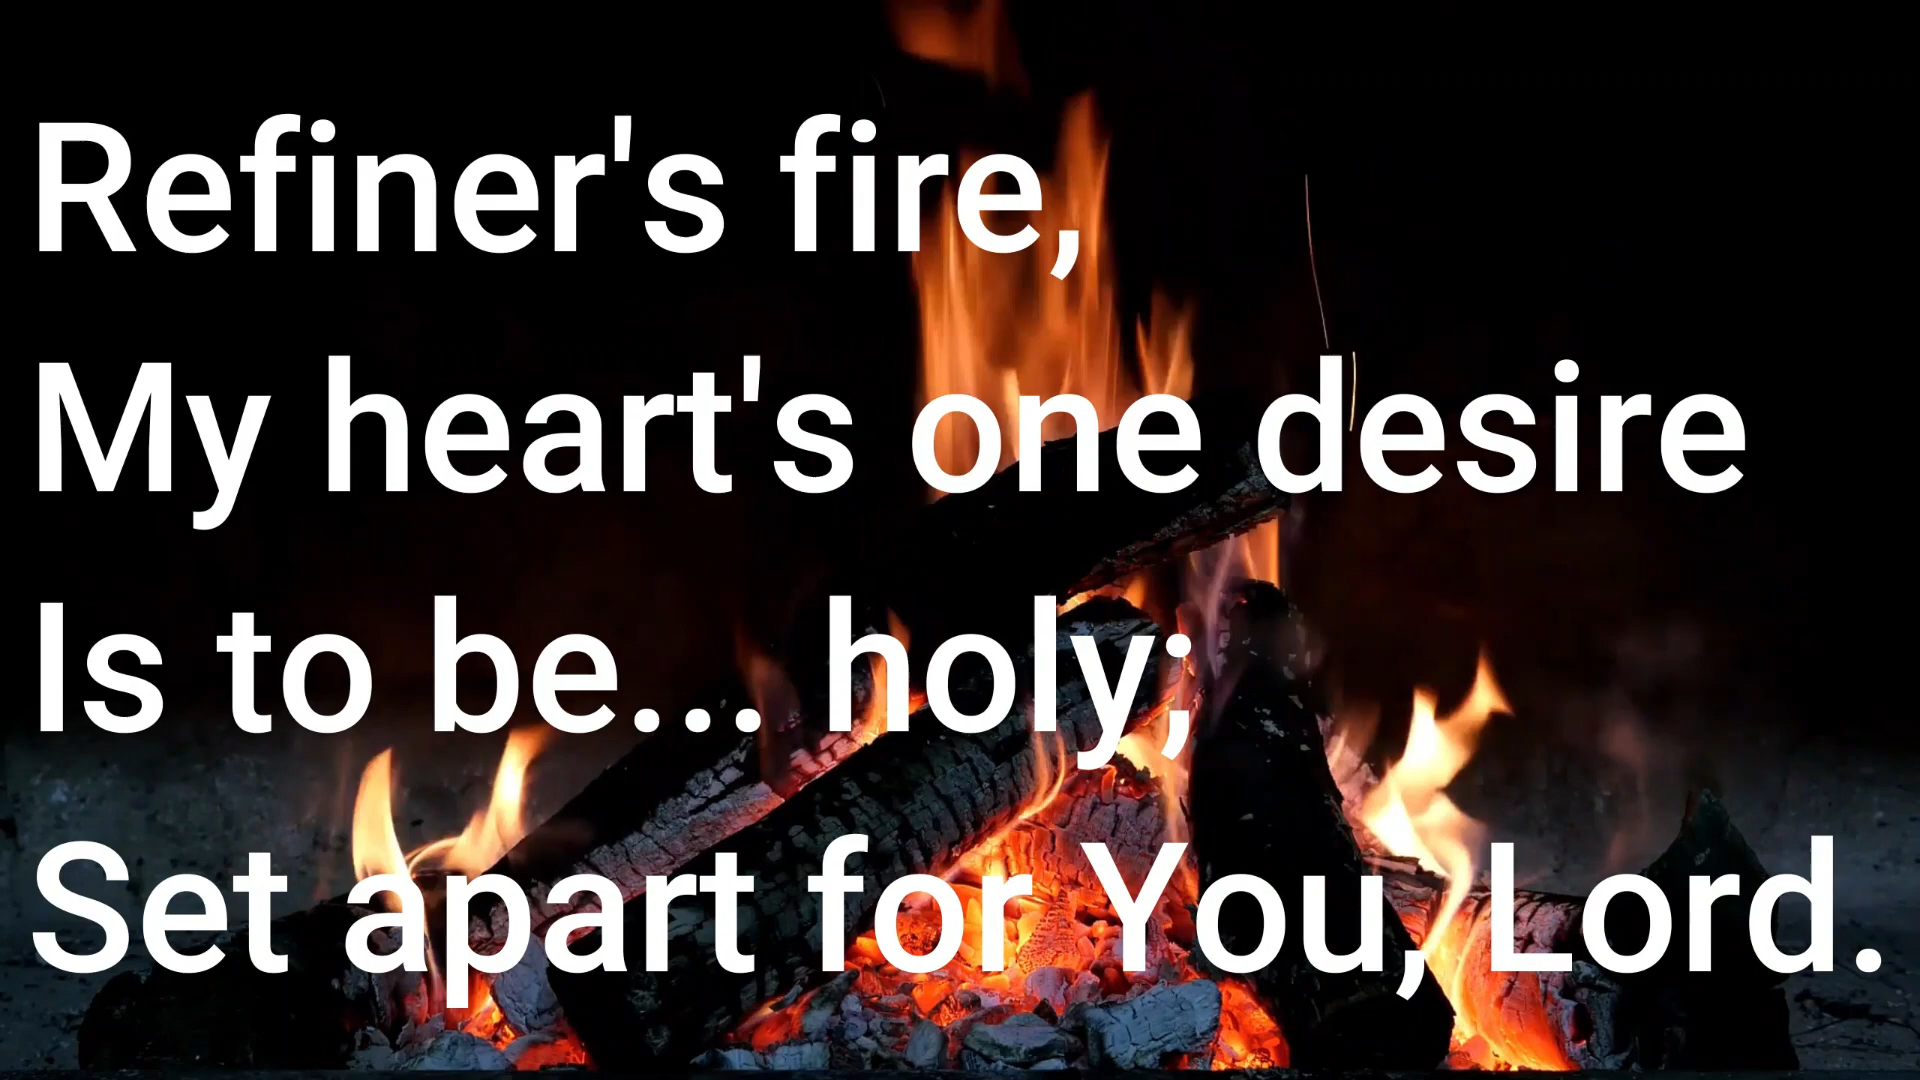 Refiner's fire,
My heart's one desire
Is to be... holy;
Set apart for You, Lord.